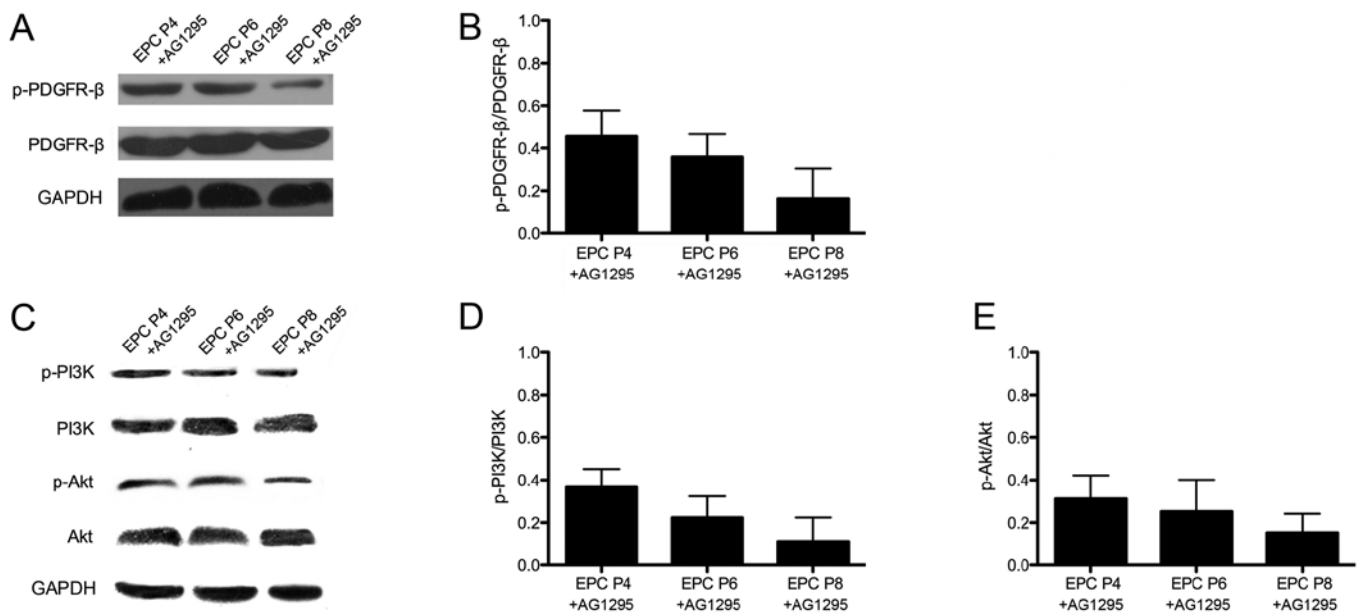 A
EPC P4
+AG1295
EPC P6
+AG1295
EPC P8
+AG1295
p-PDGFR-β
PDGFR-β
GAPDH
B
p-PDGFR-β/PDGFR-β
1.0
0.8
0.6
0.4
0.2
0.0
EPC P4
+AG1295
EPC P6
+AG1295
EPC P8
+AG1295
C
EPC P4
+AG1295
EPC P6
+AG1295
EPC P8
+AG1295
p-PI3K
PI3K
p-Akt
Akt
GAPDH
D
p-PI3K/PI3K
1.0
0.8
0.6
0.4
0.2
0.0
EPC P4
+AG1295
EPC P6
+AG1295
EPC P8
+AG1295
E
p-Akt/Akt
1.0
0.8
0.6
0.4
0.2
0.0
EPC P4
+AG1295
EPC P6
+AG1295
EPC P8
+AG1295